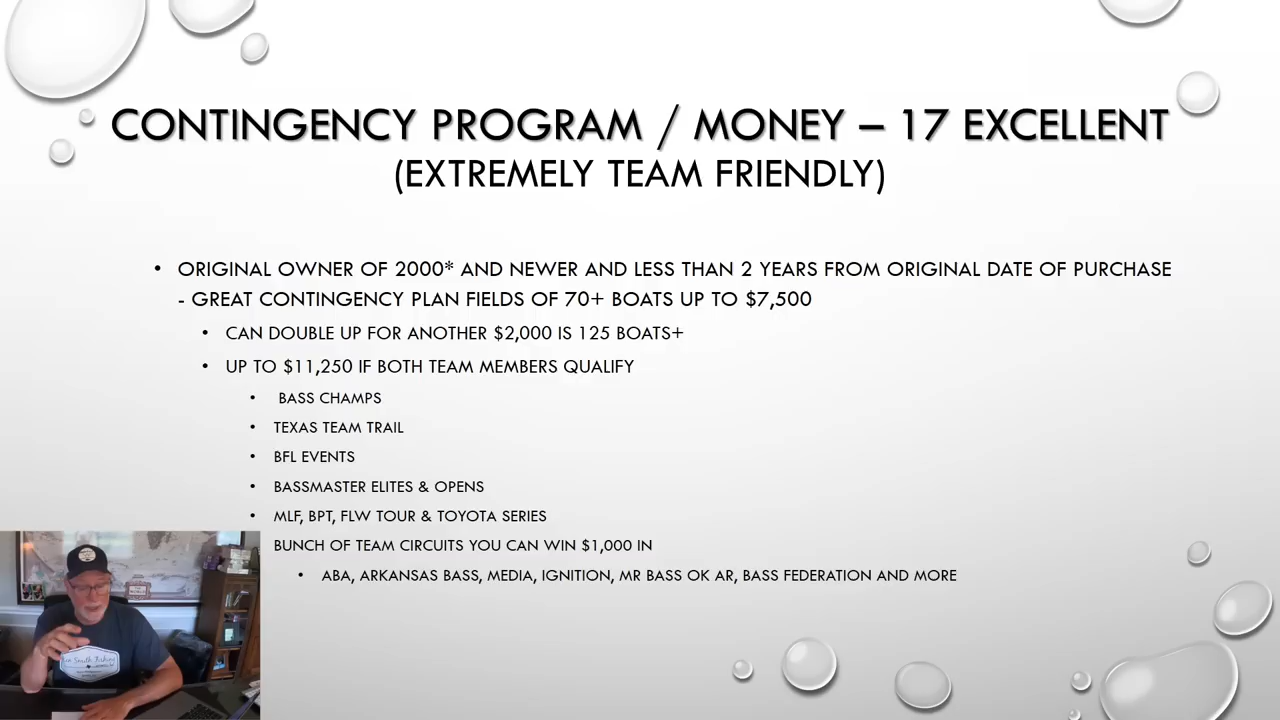 CONTINGENCY PROGRAM / MONEY – 17 EXCELLENT
(EXTREMELY TEAM FRIENDLY)
• ORIGINAL OWNER OF 2000* AND NEWER AND LESS THAN 2 YEARS FROM ORIGINAL DATE OF PURCHASE
- GREAT CONTINGENCY PLAN FIELDS OF 70+ BOATS UP TO $7,500
• CAN DOUBLE UP FOR ANOTHER $2,000 IS 125 BOATS+
• UP TO $11,250 IF BOTH TEAM MEMBERS QUALIFY
• BASS CHAMPS
• TEXAS TEAM TRAIL
• BFL EVENTS
• BASSMASTER ELITES & OPENS
• MLF, BPT, FLW TOUR & TOYOTA SERIES
BUNCH OF TEAM CIRCUITS YOU CAN WIN $1,000 IN
• ABA, ARKANSAS BASS, MEDIA, IGNITION, MR BASS OK AR, BASS FEDERATION AND MORE